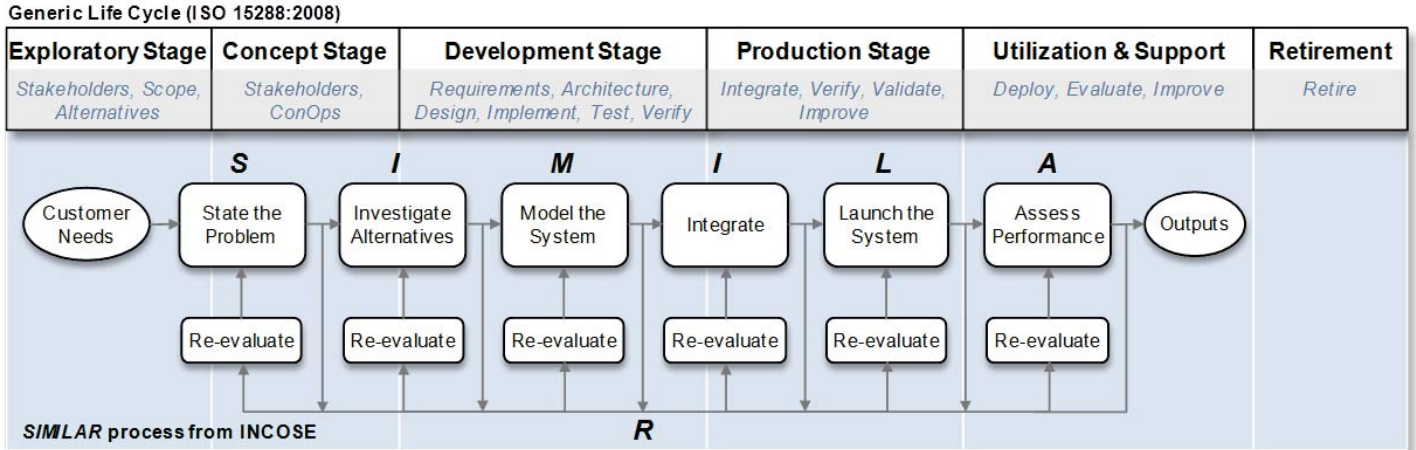 Generic Life Cycle (ISO 15288:2008)
Exploratory Stage
Stakeholders, Scope,
Alternatives
Concept Stage
Stakeholders,
ConOps
Development Stage
Requirements, Architecture,
Design, Implement, Test, Verify
Production Stage
Integrate, Verify, Validate,
Improve
Utilization & Support
Deploy, Evaluate, Improve
Retirement
Retire
S
I
M
I
L
A
Customer
Needs
State the
Problem
Investigate
Alternatives
Model the
System
Integrate
Launch the
System
Assess
Performance
Outputs
Re-evaluate
Re-evaluate
Re-evaluate
Re-evaluate
Re-evaluate
Re-evaluate
SIMILAR process from INCOSE
R